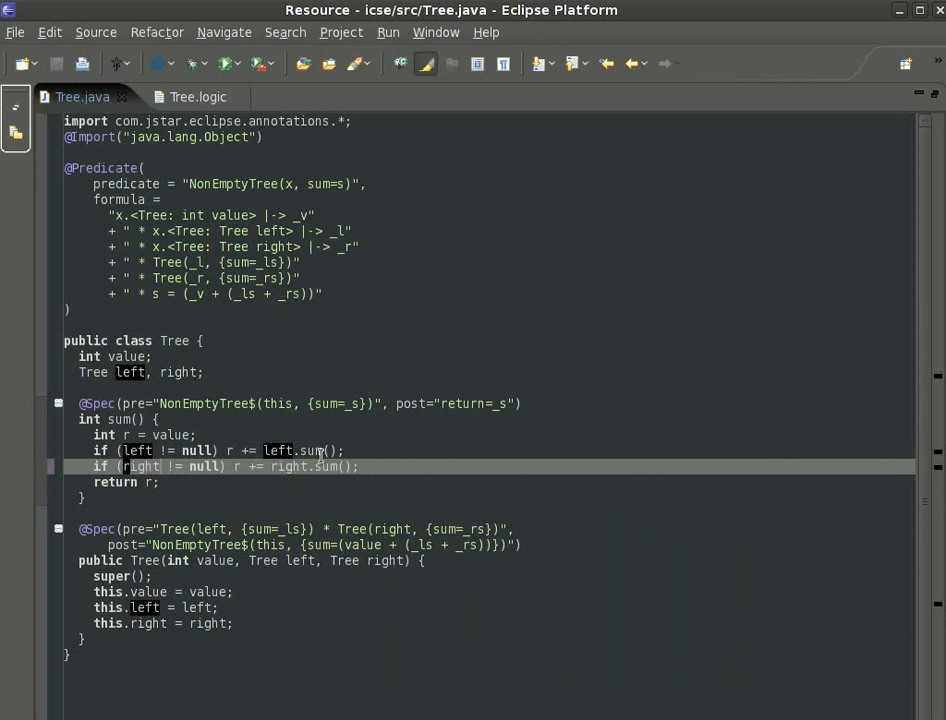 Resource - icse/src/Tree.java - Eclipse Platform
File Edit Source Refactor Navigate Search Project Run Window Help
Tree.java Tree.logic
import com.jstar.eclipse.annotations.*;
@Import("java.lang.Object")
@Predicate(
predicate = "NonEmptyTree(x, sum=s)",
formula =
"x.<Tree: int value> |-> _v"
+ " * x.<Tree: Tree left> |-> _l"
+ " * x.<Tree: Tree right> |-> _r"
+ " * Tree(_l, {sum=_ls})"
+ " * Tree(_r, {sum=_rs})"
+ " * s = (_v + (_ls + _rs))"
)
public class Tree {
int value;
Tree left, right;
@Spec(pre="NonEmptyTree$(this, {sum=_s})", post="return=_s")
int sum() {
int r = value;
if (left != null) r += left.sum();
if (right != null) r += right.sum();
return r;
}
@Spec(pre="Tree(left, {sum=_ls}) * Tree(right, {sum=_rs})",
post="NonEmptyTree$(this, {sum=(value + (_ls + _rs))})")
public Tree(int value, Tree left, Tree right) {
super();
this.value = value;
this.left = left;
this.right = right;
}
}